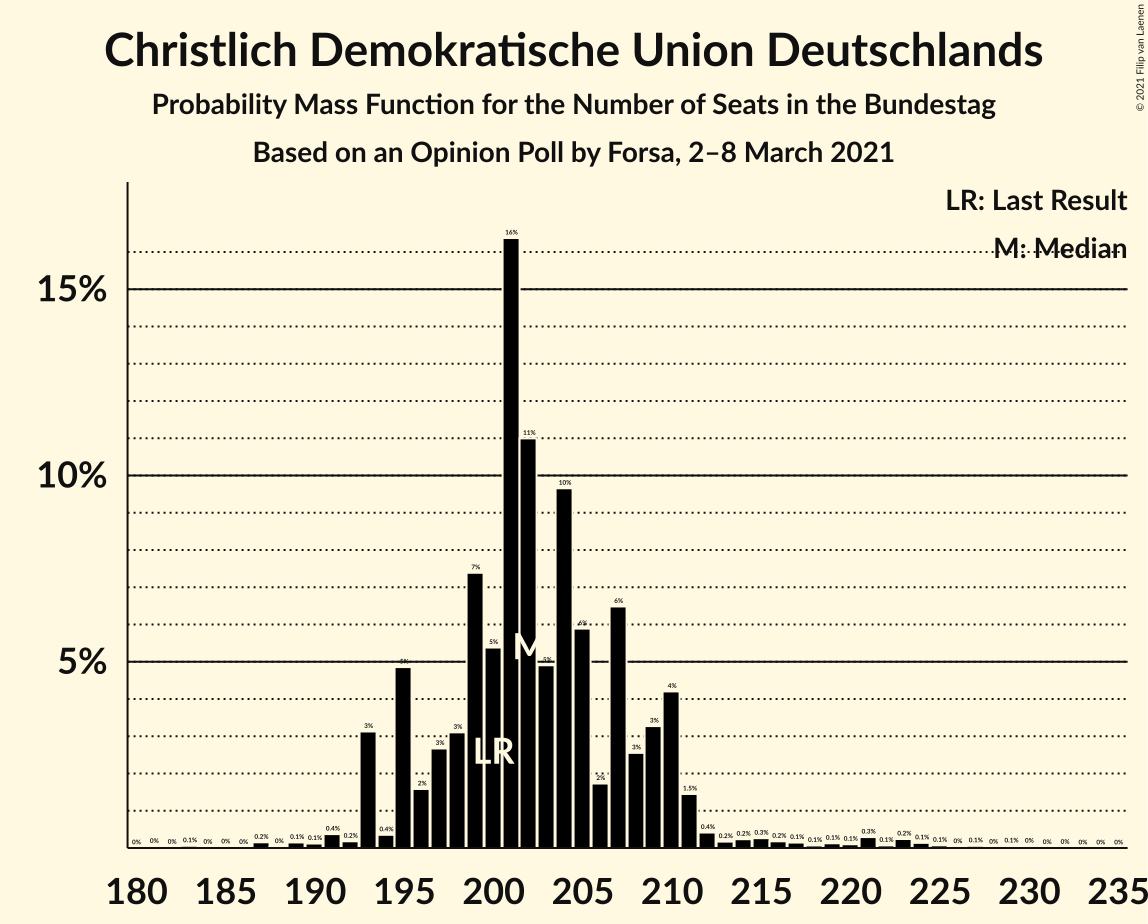 Christlich Demokratische Union Deutschlands
Probability Mass Function for the Number of Seats in the Bundestag
Based on an Opinion Poll by Forsa, 2–8 March 2021
© 2021 Filip van Laenen
LR: Last Result
M: Median
15%
10%
5%
0% 0% 0% 0.1% 0% 0% 0% 0.2% 0% 0.1% 0.1% 0.4% 0.2% 3% 0.4% 5% 2% 3% 3% 7% 5% 16% 11% 5% 10% 6% 2% 6% 3% 3% 4% 1.5% 0.4% 0.2% 0.2% 0.3% 0.2% 0.1% 0.1% 0.1% 0.1% 0.3% 0.1% 0.2% 0.1% 0.1% 0% 0.1% 0% 0.1% 0% 0% 0% 0% 0% 0%
M
LR
180 185 190 195 200 205 210 215 220 225 230 235